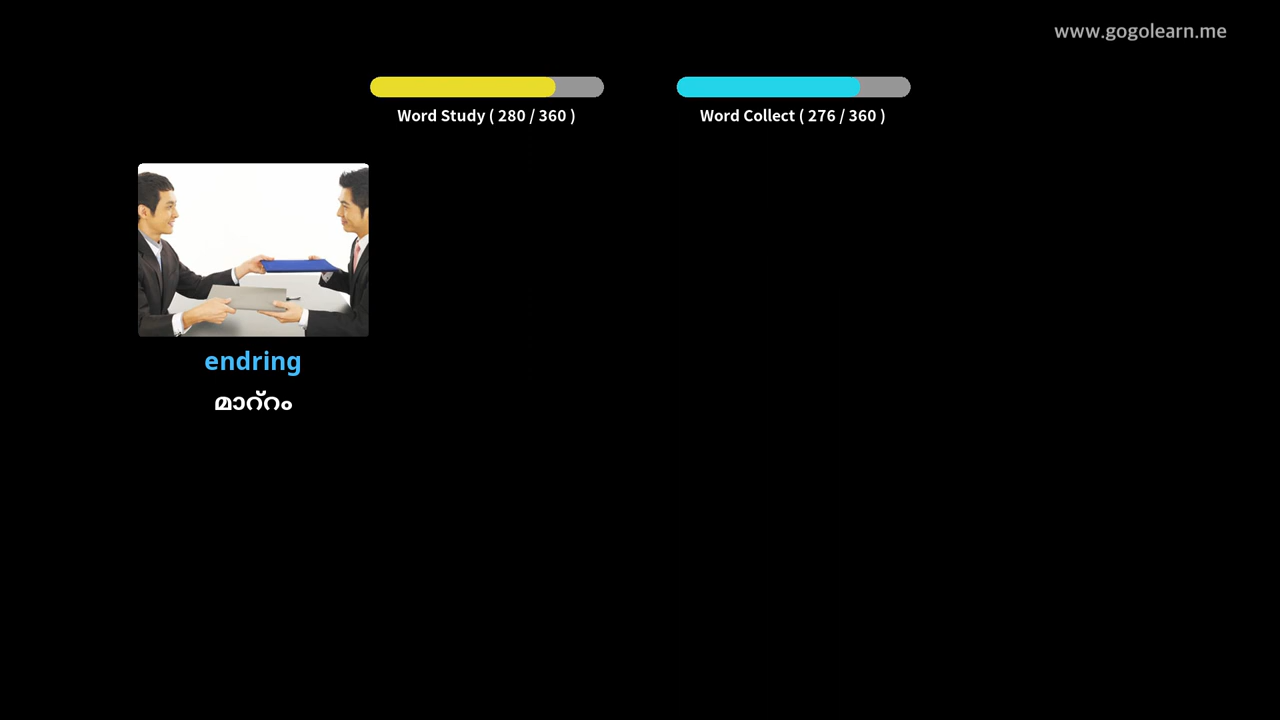 www.gogolearn.me
Word Study ( 280 / 360 )
Word Collect ( 276 / 360 )
endring
മാറ്റം